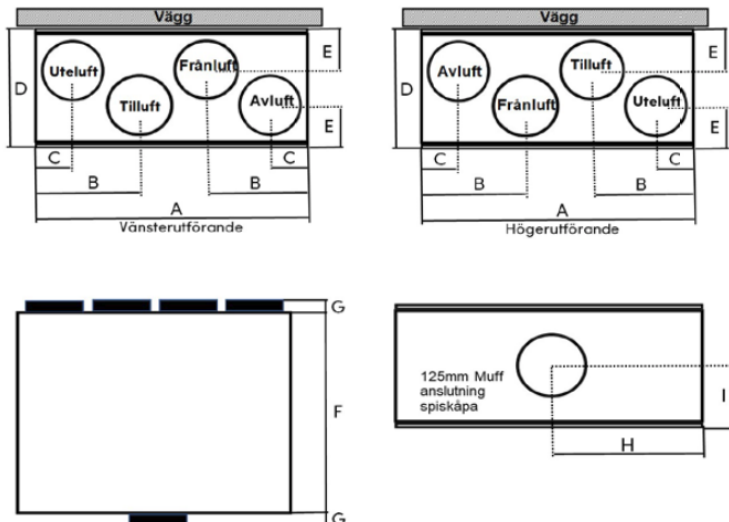 Vägg
Uteluft
Tilluft
Frånluft
Avluft
D
E
E
C
C
B
B
A
Vänsterutförande
Vägg
Avluft
Frånluft
Tilluft
Uteluft
D
E
E
C
C
B
B
A
Högerutförande
G
F
G
125mm Muff
anslutning
spiskåpa
I
H